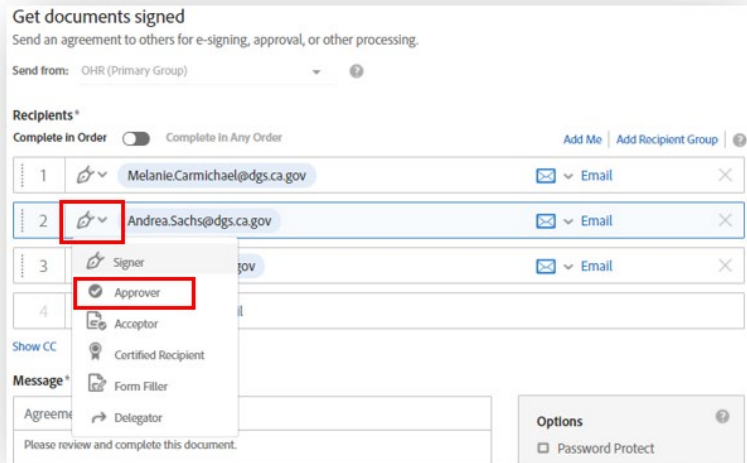 Get documents signed
Send an agreement to others for e-signing, approval, or other processing.
Send from: OHR (Primary Group)
Recipients*
Complete in Order Complete in Any Order Add Me | Add Recipient Group
1 Melanie.Carmichael@dgs.ca.gov Email
2 Andrea.Sachs@dgs.ca.gov Email
Signer
3 gov Email
Approver
4
Acceptor
Show CC
Certified Recipient
Message*
Form Filler
Agreeme
Delegator
Options
Please review and complete this document.
Password Protect